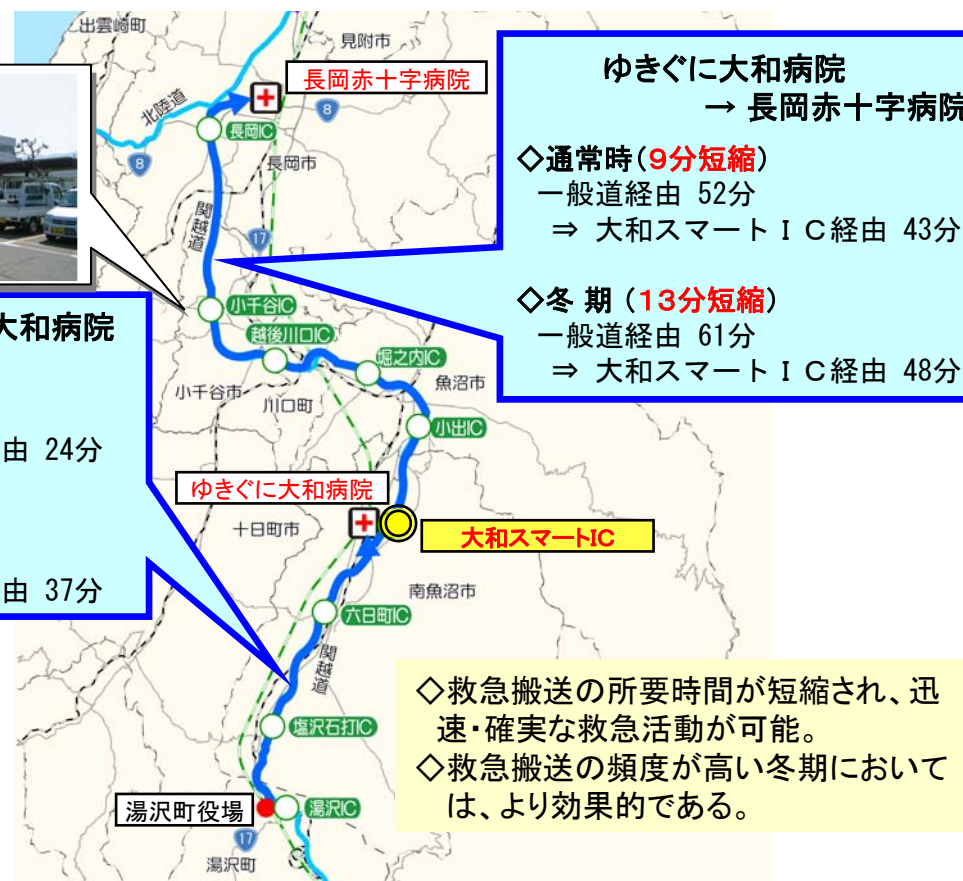 出雲崎町
見附市
長岡赤十字病院
北陸道
8
長岡IC
8
長岡市
関越道
17
小千谷IC
越後川口IC
堀之内IC
小千谷市
川口町
魚沼市
小出IC
ゆきぐに大和病院
十日町市
大和スマートIC
南魚沼市
六日町IC
関越道
塩沢石打IC
湯沢町役場
湯沢IC
17
湯沢町
ゆきぐに大和病院
→ 長岡赤十字病院
◇通常時(9分短縮)
一般道経由 52分
⇒ 大和スマートIC経由 43分
◇冬 期 (13分短縮)
一般道経由 61分
⇒ 大和スマートIC経由 48分
大和病院
由 24分
由 37分
◇救急搬送の所要時間が短縮され、迅
速・確実な救急活動が可能。
◇救急搬送の頻度が高い冬期において
は、より効果的である。